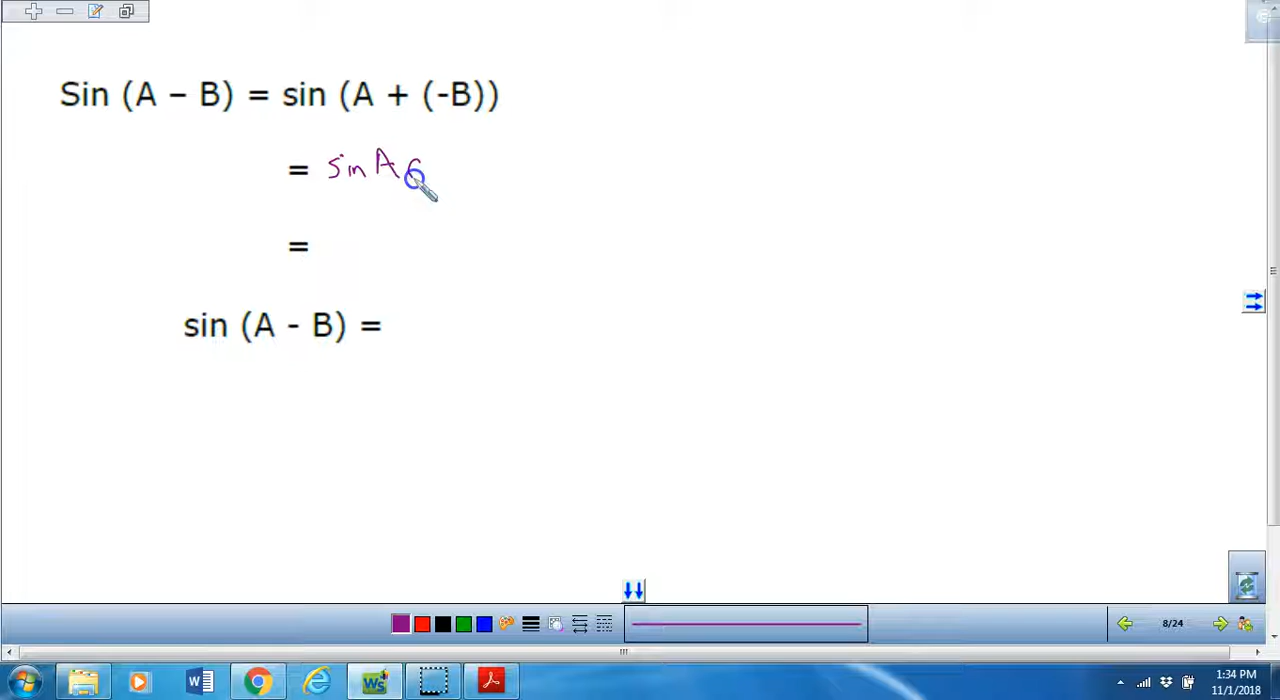 Sin (A – B) = sin (A + (-B))
= sin A c
=
sin (A - B) =
8/24
1:34 PM
11/1/2018